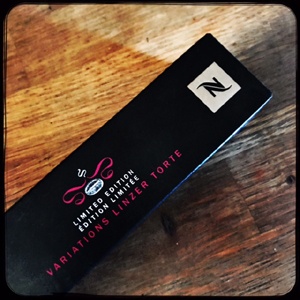 N
LIMITED EDITION
ÉDITION LIMITÉE
VARIATIONS LINZER TORTE